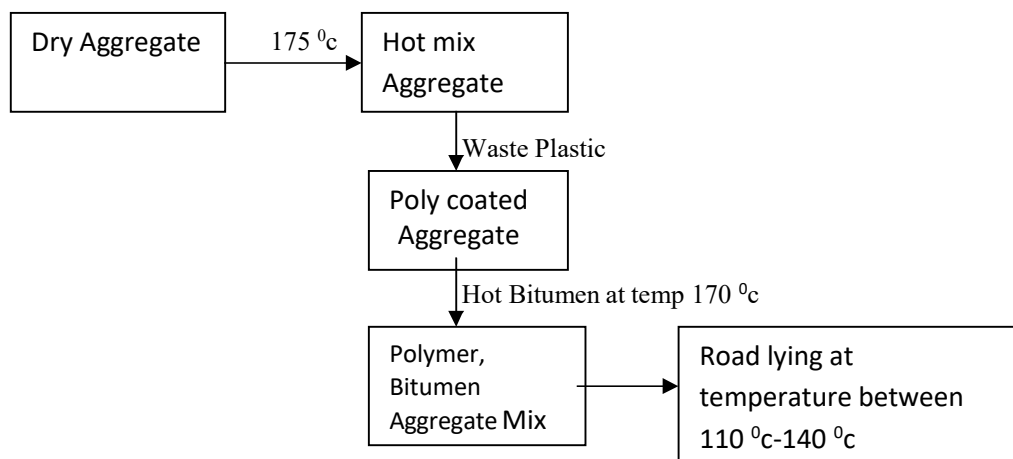 Dry Aggregate
175 ⁰c
Hot mix
Aggregate
Waste Plastic
Poly coated
Aggregate
Hot Bitumen at temp 170 ⁰c
Polymer,
Bitumen
Aggregate Mix
Road lying at
temperature between
110 ⁰c-140 ⁰c